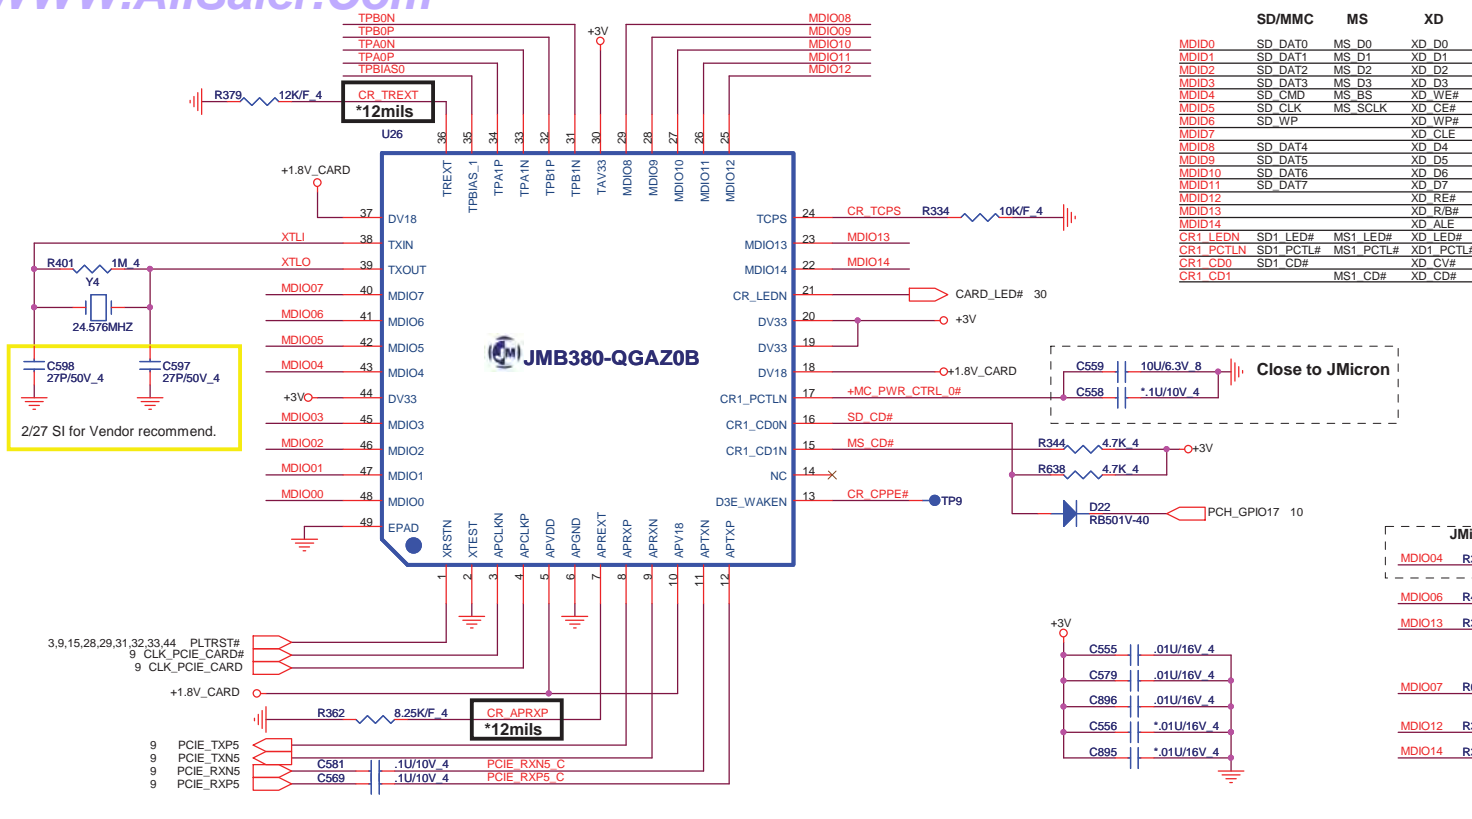 WWW.AliSaler.Com
TPB0N
TPB0P
TPA0N
TPA0P
TPBIAS0
+3V
MDIO08
MDIO09
MDIO10
MDIO11
MDIO12
SD/MMC MS XD
MDID0 SD_DAT0 MS_D0 XD_D0
MDID1 SD_DAT1 MS_D1 XD_D1
MDID2 SD_DAT2 MS_D2 XD_D2
MDID3 SD_DAT3 MS_D3 XD_D3
MDID4 SD_CMD MS_BS XD_WE#
MDID5 SD_CLK MS_SCLK XD_CE#
MDID6 SD_WP XD_WP#
MDID7 XD_CLE
MDID8 SD_DAT4 XD_D4
MDID9 SD_DAT5 XD_D5
MDID10 SD_DAT6 XD_D6
MDID11 SD_DAT7 XD_D7
MDID12 XD_RE#
MDID13 XD_R/B#
MDID14 XD_ALE
CR1_LEDN SD1_LED# MS1_LED# XD_LED#
CR1_PCTLN SD1_PCTL# MS1_PCTL# XD1_PCTL#
CR1_CD0 SD1_CD# XD_CV#
CR1_CD1 MS1_CD# XD_CD#
R379 12K/F_4 CR_TREXT
*12mils
U26
36 35 34 33 32 31 30 29 28 27 26 25
TREXT TPBIAS_1 TPA1P TPA1N TPB1P TPB1N TAV33 MDIO8 MDIO9 MDIO10 MDIO11 MDIO12
+1.8V_CARD
37 DV18
XTLI 38 TXIN
XTLO 39 TXOUT
R401 1M_4
Y4
24.576MHZ
C598
27P/50V_4
C597
27P/50V_4
2/27 SI for Vendor recommend.
MDIO07 40 MDIO7
MDIO06 41 MDIO6
MDIO05 42 MDIO5
MDIO04 43 MDIO4
+3V 44 DV33
MDIO03 45 MDIO3
MDIO02 46 MDIO2
MDIO01 47 MDIO1
MDIO00 48 MDIO0
49 EPAD
JM JMB380-QGAZ0B
TCPS 24 CR_TCPS R334 10K/F_4
MDIO13 23 MDIO13
MDIO14 22 MDIO14
CR_LEDN 21 CARD_LED# 30
DV33 20 +3V
DV33 19
DV18 18 +1.8V_CARD
CR1_PCTLN 17 +MC_PWR_CTRL_0#
CR1_CD0N 16 SD_CD#
CR1_CD1N 15 MS_CD#
NC 14
D3E_WAKEN 13 CR_CPPE# TP9
C559 10U/6.3V_8
C558 *.1U/10V_4
Close to JMicron
R344 4.7K_4 +3V
R638 4.7K_4
D22
RB501V-40
PCH_GPIO17 10
XRSTN XTEST APCLKN APCLKP APVDD APGND APREXT APRXP APRXN APV18 APTXN APTXP
1 2 3 4 5 6 7 8 9 10 11 12
3,9,15,28,29,31,32,33,44 PLTRST#
9 CLK_PCIE_CARD#
9 CLK_PCIE_CARD
+1.8V_CARD
R362 8.25K/F_4 CR_APRXP
*12mils
9 PCIE_TXP5
9 PCIE_TXN5
9 PCIE_RXN5 C581 .1U/10V_4 PCIE_RXN5_C
9 PCIE_RXP5 C569 .1U/10V_4 PCIE_RXP5_C
+3V
C555 .01U/16V_4
C579 .01U/16V_4
C896 .01U/16V_4
C556 *.01U/16V_4
C895 *.01U/16V_4
MDIO04
MDIO06
MDIO13
MDIO07
MDIO12
MDIO14